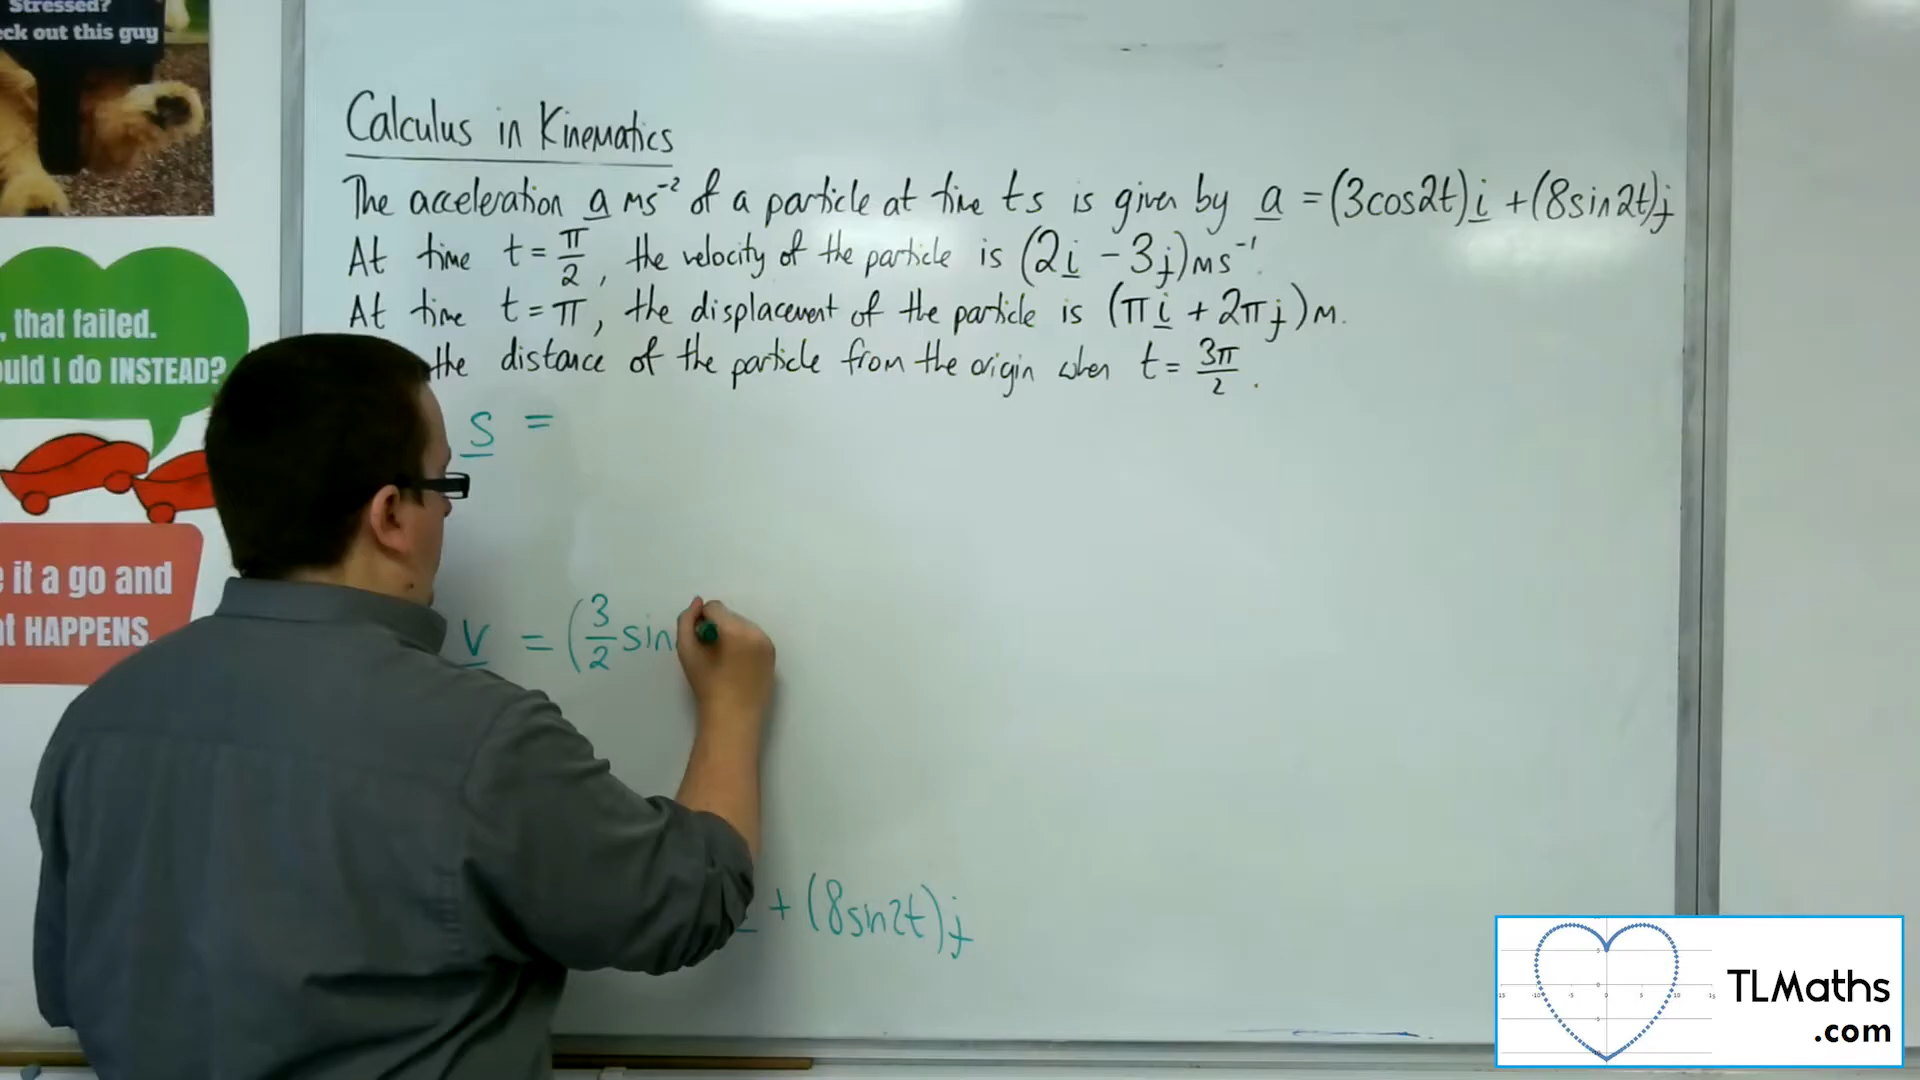 Stressed?
ck out this guy
, that failed.
uld I do INSTEAD?
e it a go and
at HAPPENS
Calculus in Kinematics
The acceleration a ms⁻² of a particle at time t s is given by a = (3cos2t)i + (8sin2t)j
At time t = π/2, the velocity of the particle is (2i - 3j)ms⁻¹.
At time t = π, the displacement of the particle is (πi + 2πj)m.
the distance of the particle from the origin when t = 3π/2.
s =
v = (3/2 sin
+ (8sin2t)j
TLMaths
.com